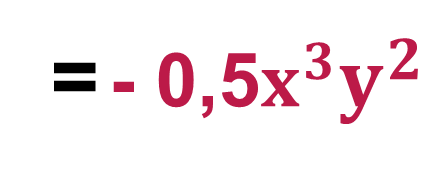 = - 0,5x³y²